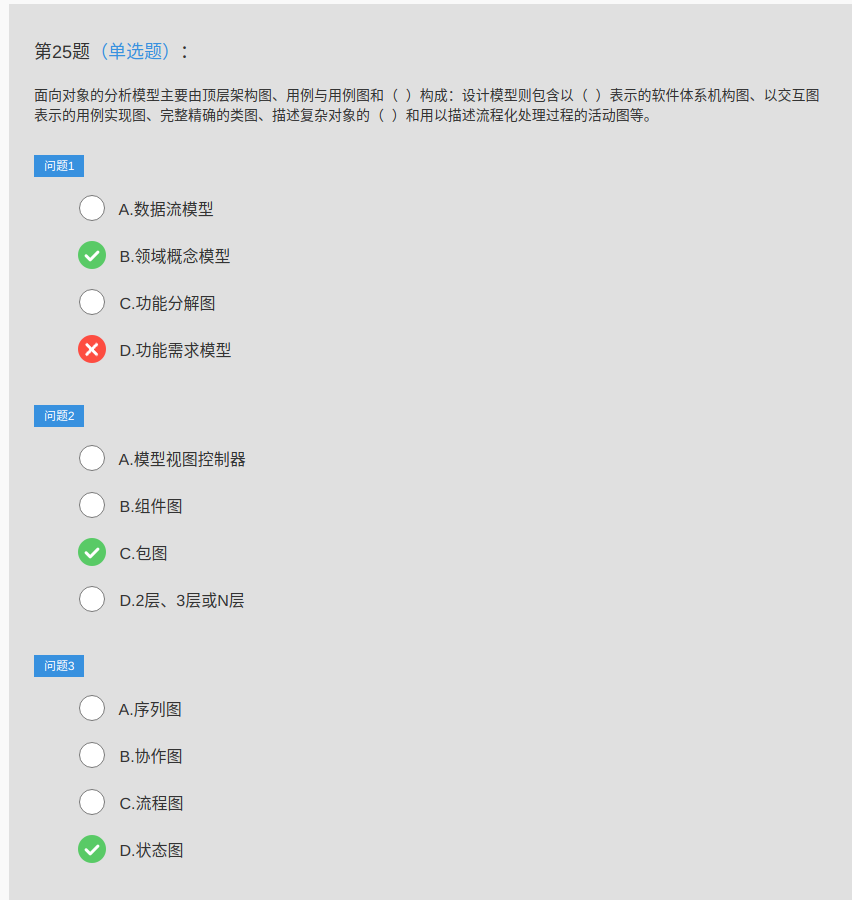 第25题（单选题）：
面向对象的分析模型主要由顶层架构图、用例与用例图和（  ）构成：设计模型则包含以（  ）表示的软件体系机构图、以交互图
表示的用例实现图、完整精确的类图、描述复杂对象的（  ）和用以描述流程化处理过程的活动图等。
问题1
A.数据流模型
B.领域概念模型
C.功能分解图
D.功能需求模型
问题2
A.模型视图控制器
B.组件图
C.包图
D.2层、3层或N层
问题3
A.序列图
B.协作图
C.流程图
D.状态图